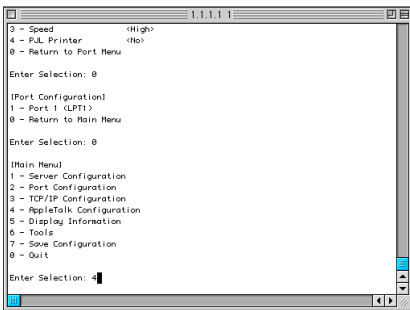 1.1.1.1 1
3 - Speed <High>
4 - PJL Printer <No>
0 - Return to Port Menu
Enter Selection: 0
[Port Configuration]
1 - Port 1 (LPT1)
0 - Return to Main Menu
Enter Selection: 0
[Main Menu]
1 - Server Configuration
2 - Port Configuration
3 - TCP/IP Configuration
4 - AppleTalk Configuration
5 - Display Information
6 - Tools
7 - Save Configuration
0 - Quit
Enter Selection: 4